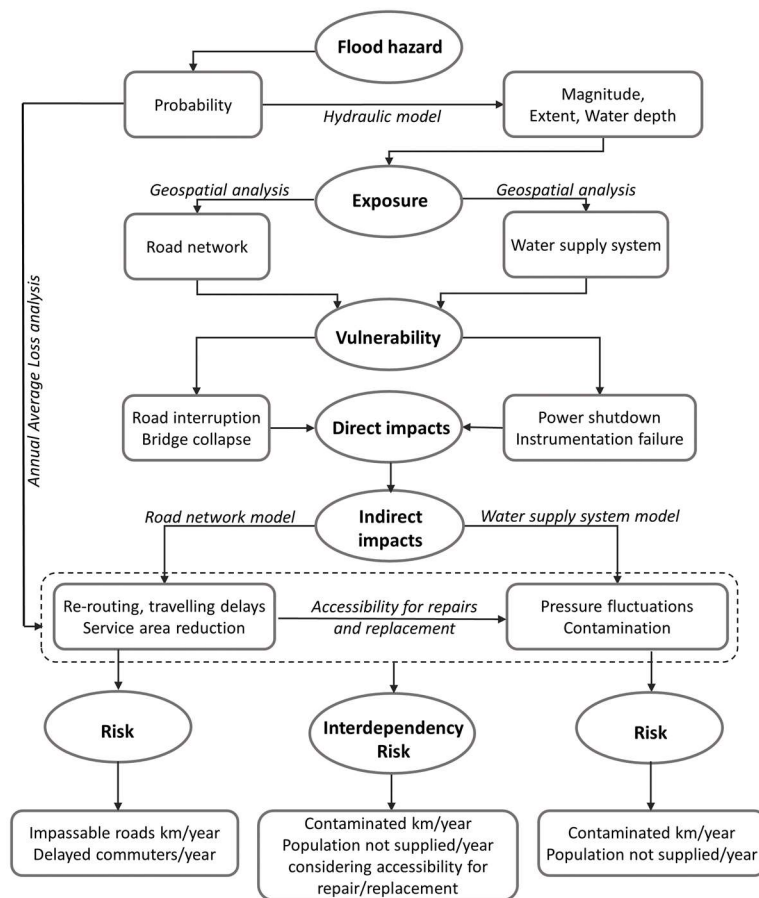 Flood hazard
Probability
Hydraulic model
Magnitude,
Extent, Water depth
Geospatial analysis
Exposure
Geospatial analysis
Road network
Water supply system
Annual Average Loss analysis
Vulnerability
Road interruption
Bridge collapse
Direct impacts
Power shutdown
Instrumentation failure
Road network model
Indirect
impacts
Water supply system model
Re-routing, travelling delays
Service area reduction
Accessibility for repairs
and replacement
Pressure fluctuations
Contamination
Risk
Interdependency
Risk
Risk
Impassable roads km/year
Delayed commuters/year
Contaminated km/year
Population not supplied/year
considering accessibility for
repair/replacement
Contaminated km/year
Population not supplied/year